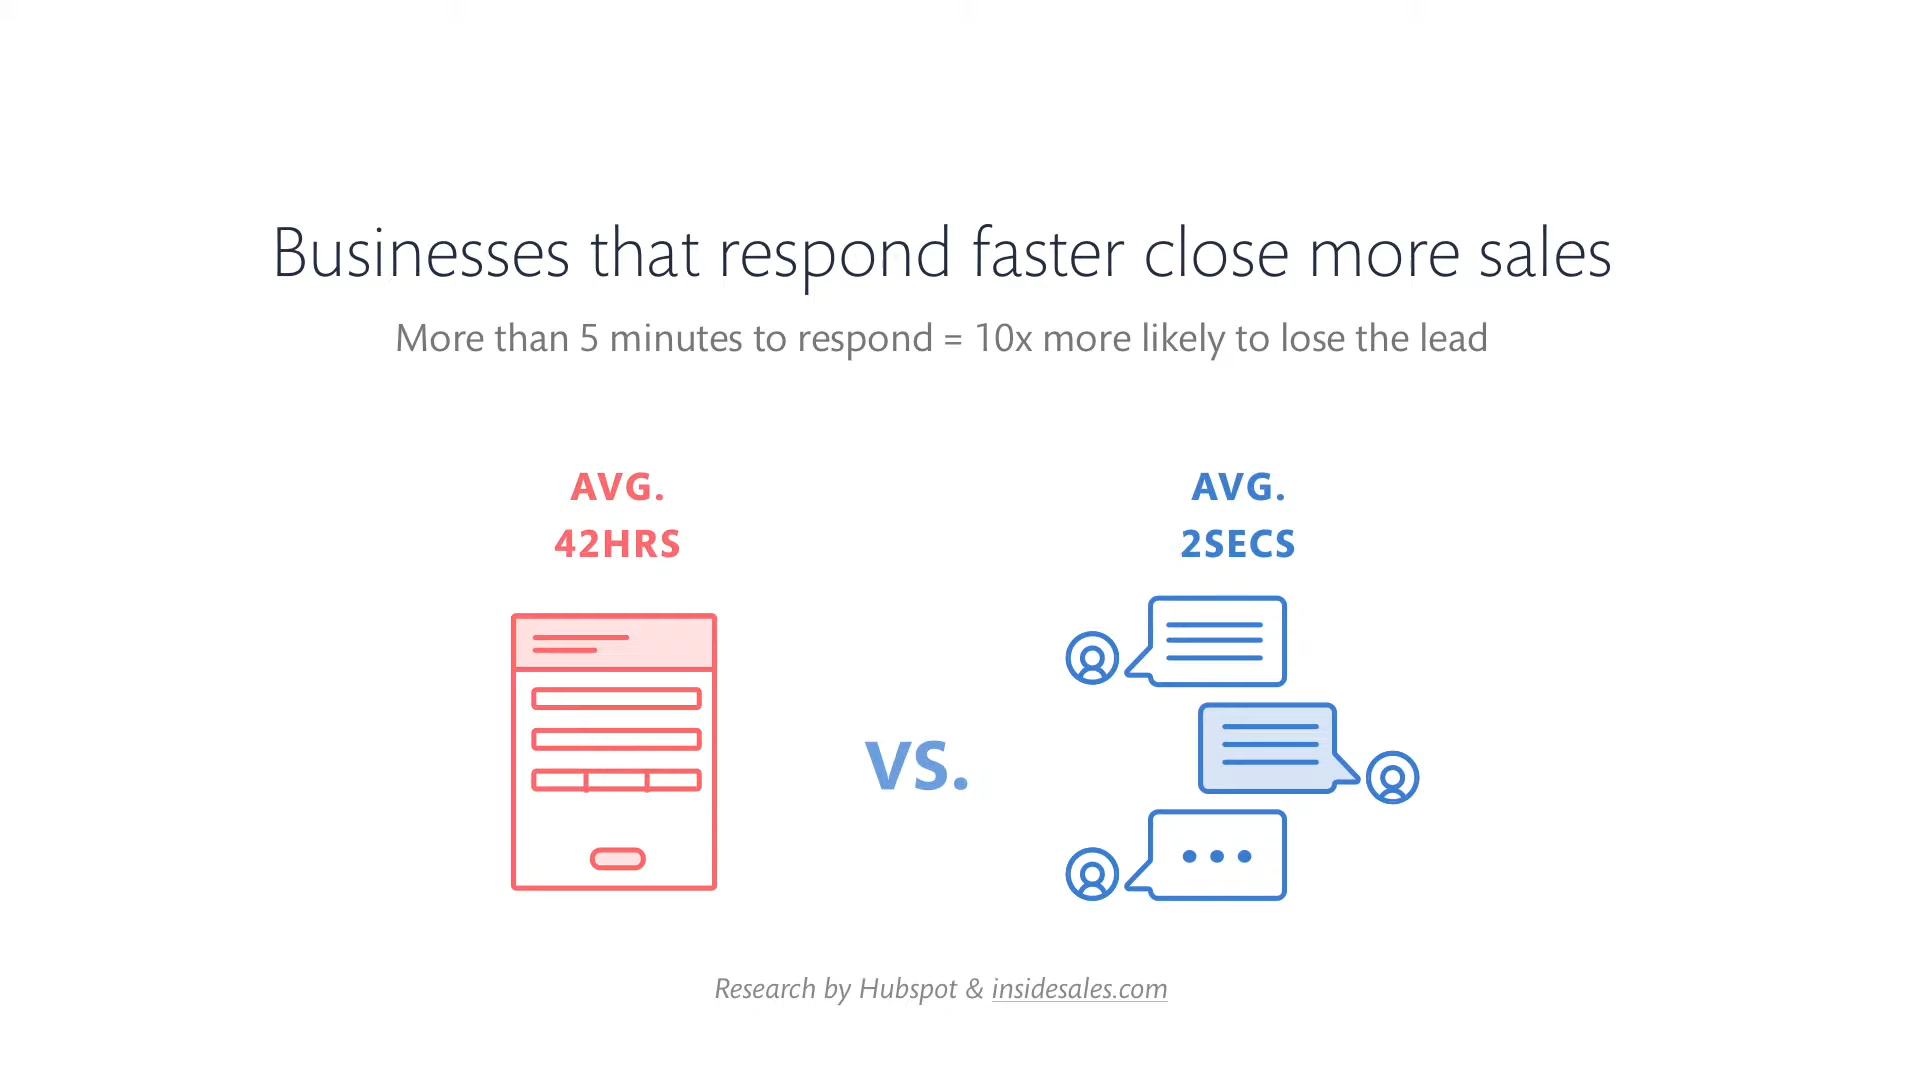 Businesses that respond faster close more sales
More than 5 minutes to respond = 10x more likely to lose the lead
AVG.
42HRS
AVG.
2SECS
VS.
Research by Hubspot & insidesales.com